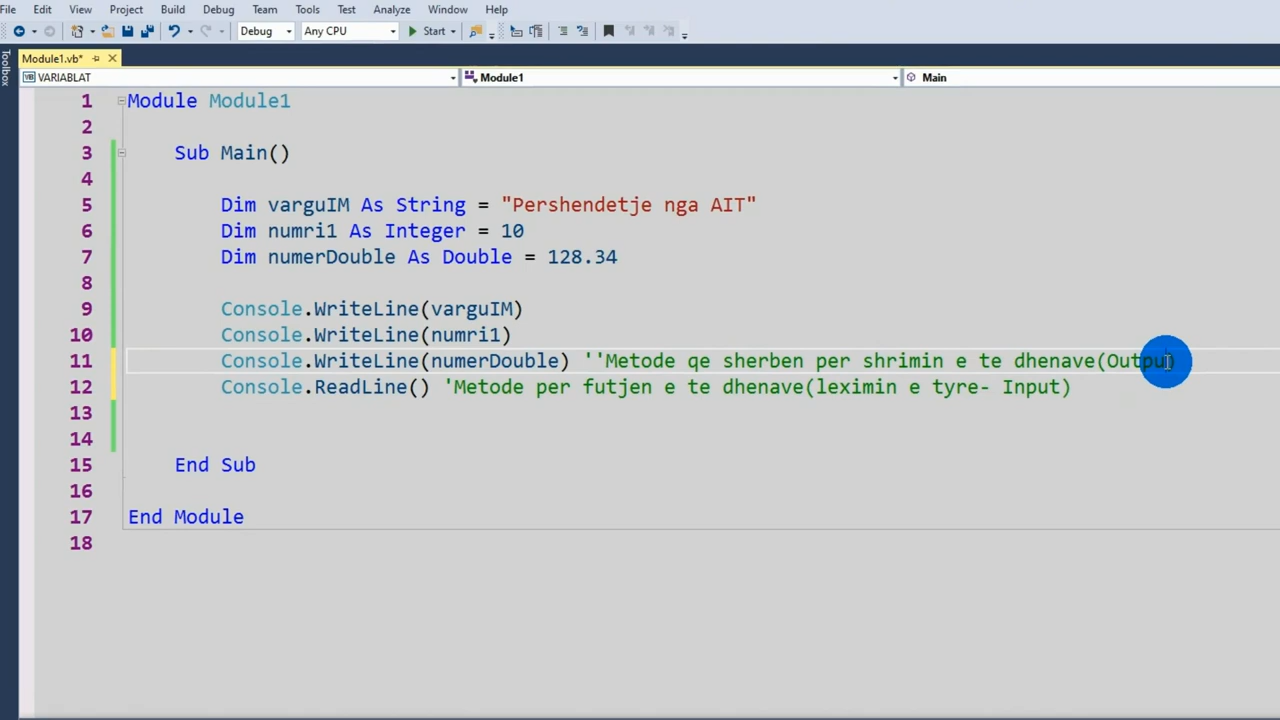 File Edit View Project Build Debug Team Tools Test Analyze Window Help
Debug Any CPU Start
Toolbox
Module1.vb*
VB VARIABLAT Module1 Main
1 Module Module1
2
3 Sub Main()
4
5 Dim varguIM As String = "Pershendetje nga AIT"
6 Dim numri1 As Integer = 10
7 Dim numerDouble As Double = 128.34
8
9 Console.WriteLine(varguIM)
10 Console.WriteLine(numri1)
11 Console.WriteLine(numerDouble) ''Metode qe sherben per shrimin e te dhenave(Outpu)
12 Console.ReadLine() 'Metode per futjen e te dhenave(leximin e tyre- Input)
13
14
15 End Sub
16
17 End Module
18